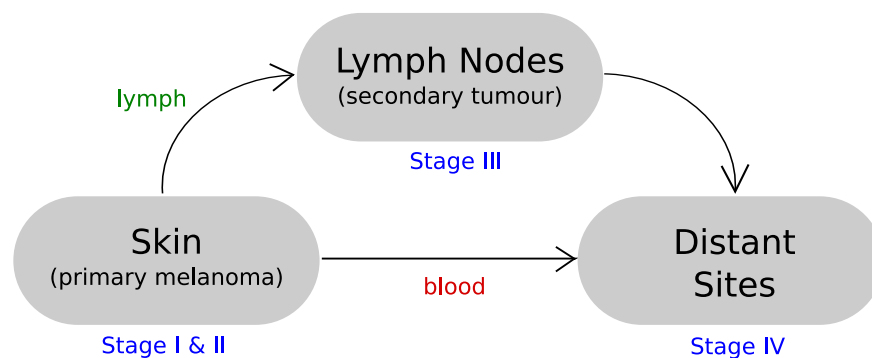 Lymph Nodes
(secondary tumour)
lymph
Stage III
Skin
(primary melanoma)
blood
Distant
Sites
Stage I & II
Stage IV